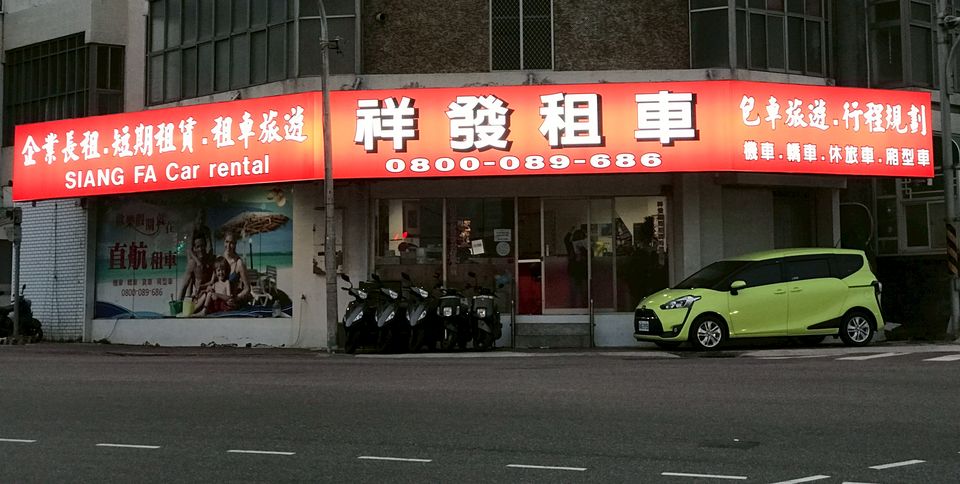 企業長租.短期租賃.租車旅遊
SIANG FA Car rental
祥發租車
0800-089-686
包車旅遊.行程規劃
機車.轎車.休旅車.廂型車
直航租車
0800-089-686